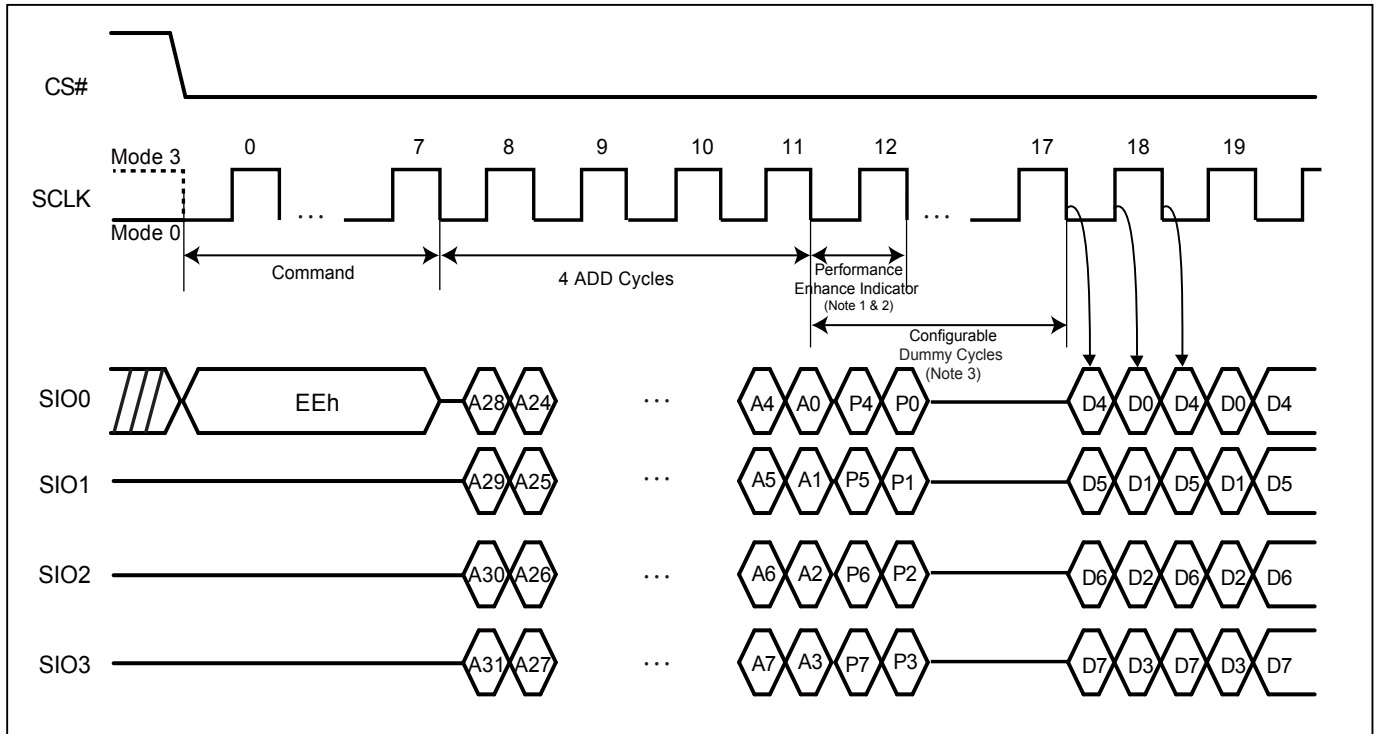 CS#
0 7 8 9 10 11 12 17 18 19
Mode 3
SCLK
...
...
Mode 0
Command
4 ADD Cycles
Performance
Enhance Indicator
(Note 1 & 2)
Configurable
Dummy Cycles
(Note 3)
SIO0 EEh A28 A24 ... A4 A0 P4 P0 D4 D0 D4 D0 D4
SIO1 A29 A25 ... A5 A1 P5 P1 D5 D1 D5 D1 D5
SIO2 A30 A26 ... A6 A2 P6 P2 D6 D2 D6 D2 D6
SIO3 A31 A27 ... A7 A3 P7 P3 D7 D3 D7 D3 D7